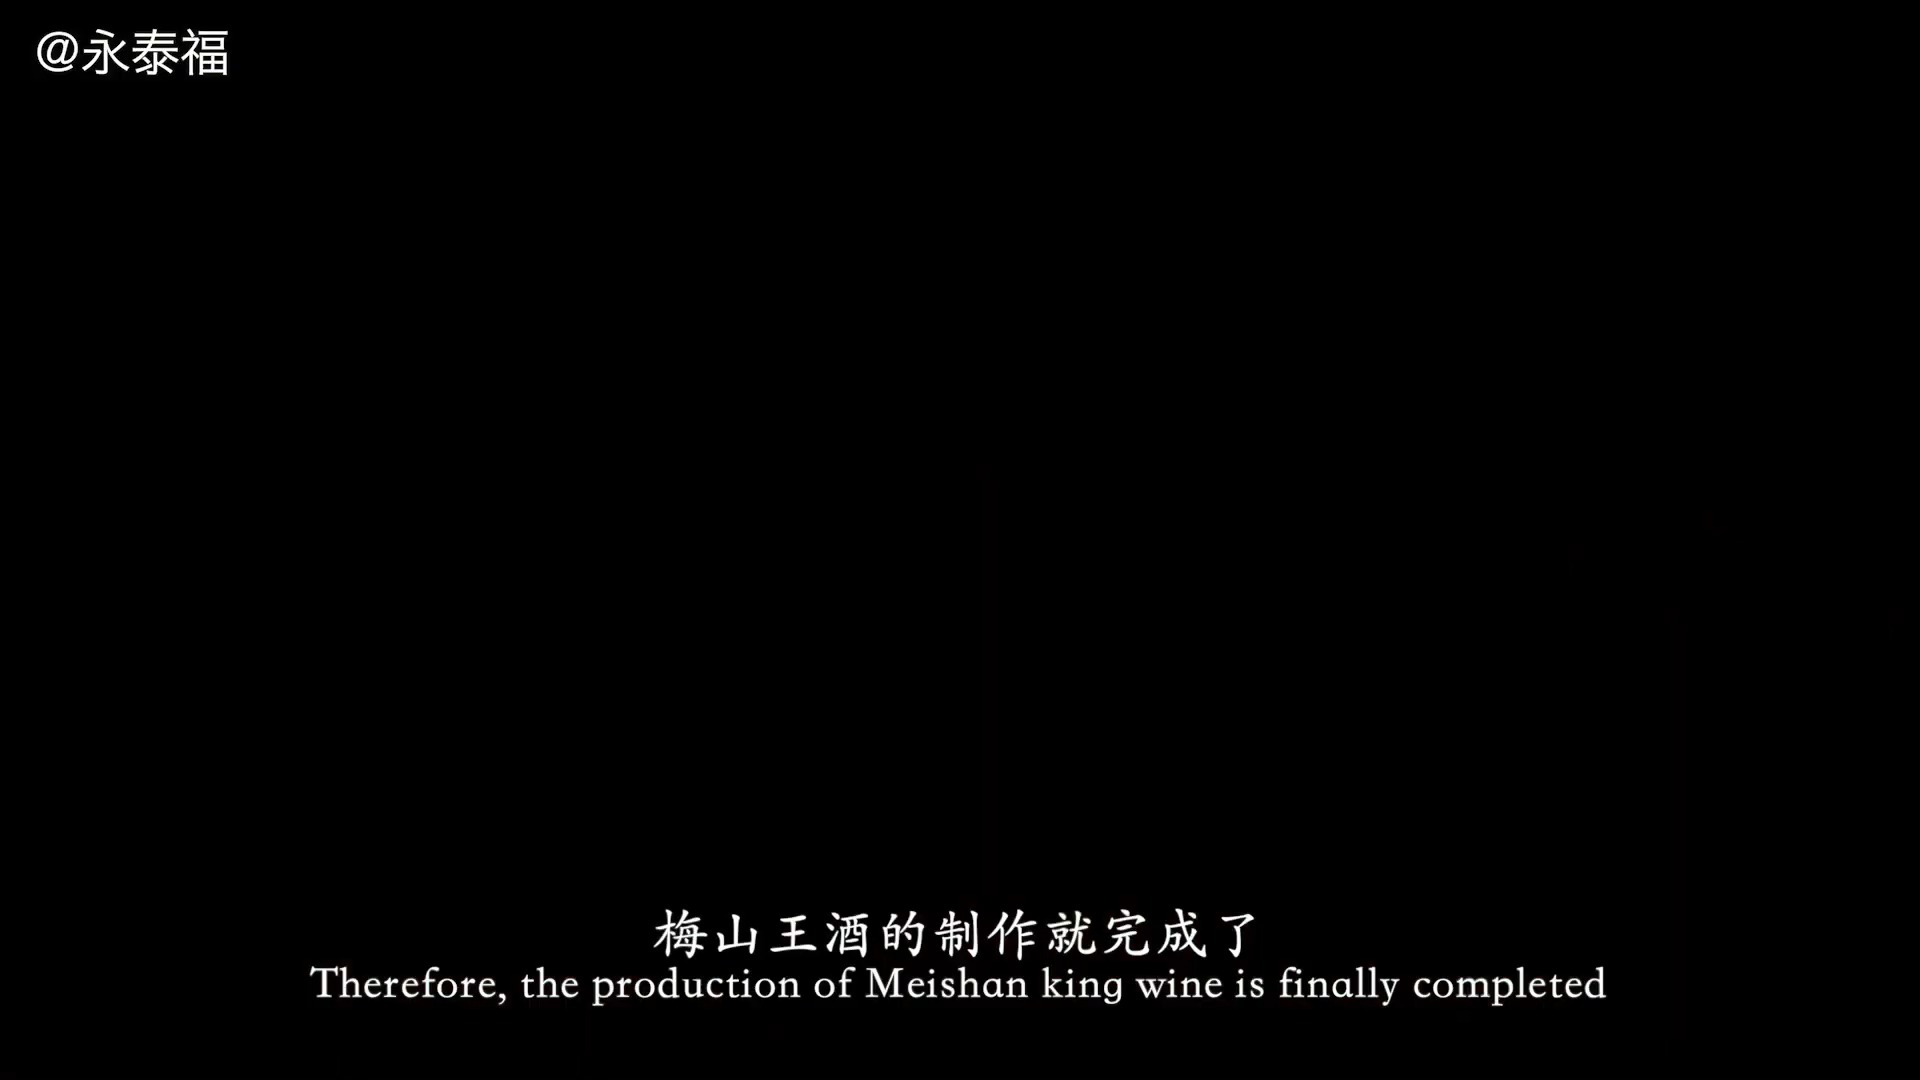 @永泰福
梅山王酒的制作就完成了
Therefore, the production of Meishan king wine is finally completed